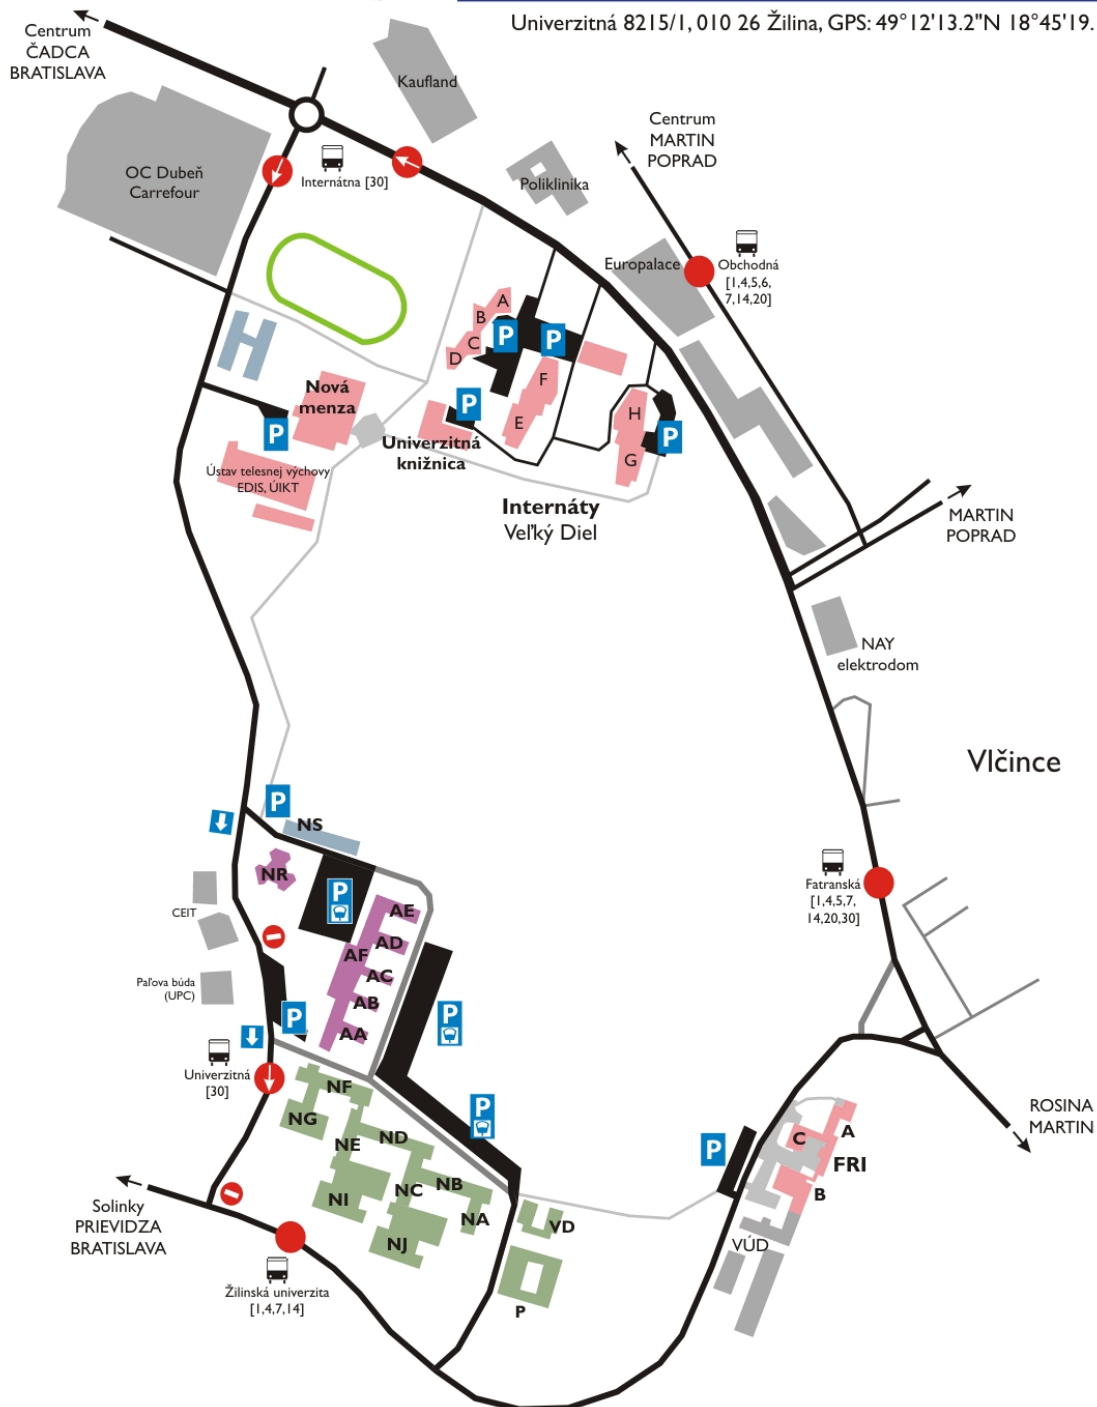 Univerzitná 8215/1, 010 26 Žilina, GPS: 49°12'13.2"N 18°45'19.
Centrum
ČADCA
BRATISLAVA
Kaufland
Centrum
MARTIN
POPRAD
OC Dubeň
Carrefour
Internátna [30]
Poliklinika
Europalace
Obchodná
[1,4,5,6,
7,14,20]
A
B
C
D
P
P
F
E
P
H
G
P
Nová
menza
P
Univerzitná
knižnica
Ústav telesnej výchovy
EDIS, ÚIKT
Internáty
Veľký Diel
MARTIN
POPRAD
NAY
elektrodom
Vlčince
P
NS
NR
P
CEIT
AE
AD
AF
AC
AB
AA
Fatranská
[1,4,5,7,
14,20,30]
Paľova búda
(UPC)
P
P
Univerzitná
[30]
NF
NG
P
ND
NE
NB
NC
NI
NA
NJ
VD
P
P
A
C
FRI
B
VÚD
ROSINA
MARTIN
Solinky
PRIEVIDZA
BRATISLAVA
Žilinská univerzita
[1,4,7,14]